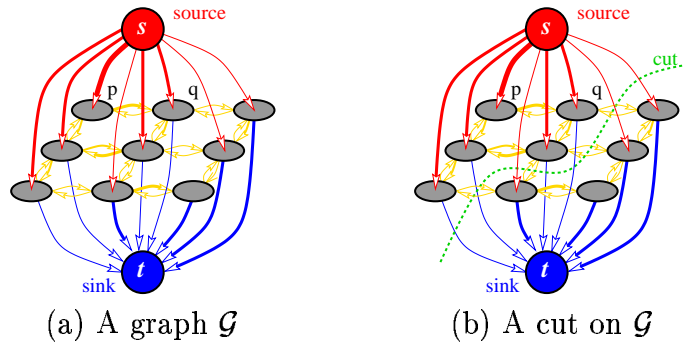 s source
p q
t
sink
(a) A graph 𝒢
s source
cut
p q
t
sink
(b) A cut on 𝒢